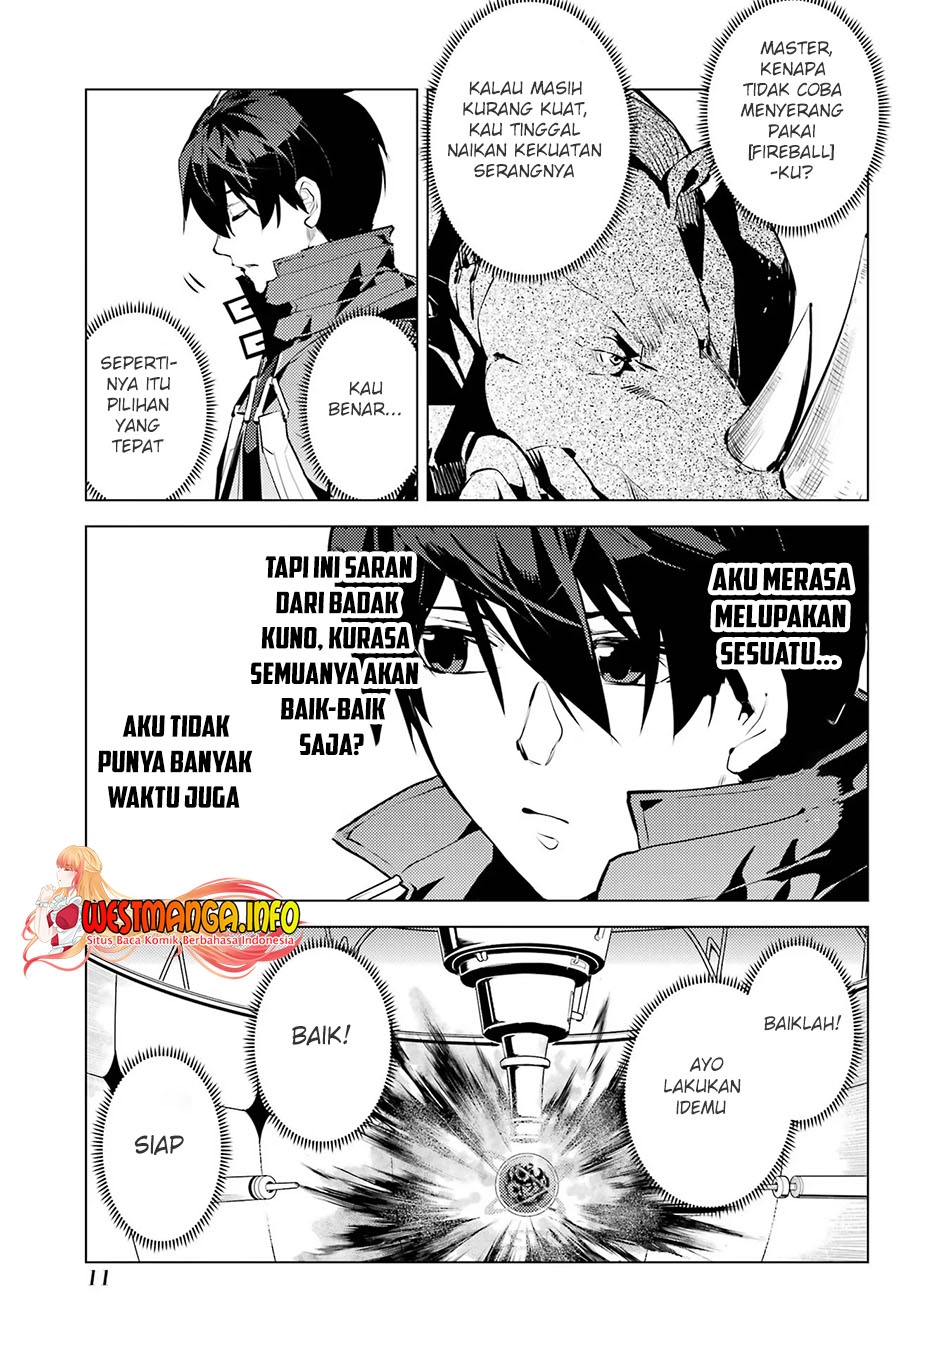 MASTER,
KENAPA
TIDAK COBA
MENYERANG
PAKAI
[FIREBALL]
-KU?
KALAU MASIH
KURANG KUAT,
KAU TINGGAL
NAIKAN KEKUATAN
SERANGNYA
KAU
BENAR...
SEPERTI-
NYA ITU
PILIHAN
YANG
TEPAT
AKU MERASA
MELUPAKAN
SESUATU...
TAPI INI SARAN
DARI BADAK
KUNO, KURASA
SEMUANYA AKAN
BAIK-BAIK
SAJA?
AKU TIDAK
PUNYA BANYAK
WAKTU JUGA
WESTMANGA.INFO
Situs Baca Komik Berbahasa Indonesia
BAIKLAH!
AYO
LAKUKAN
IDEMU
BAIK!
SIAP
11